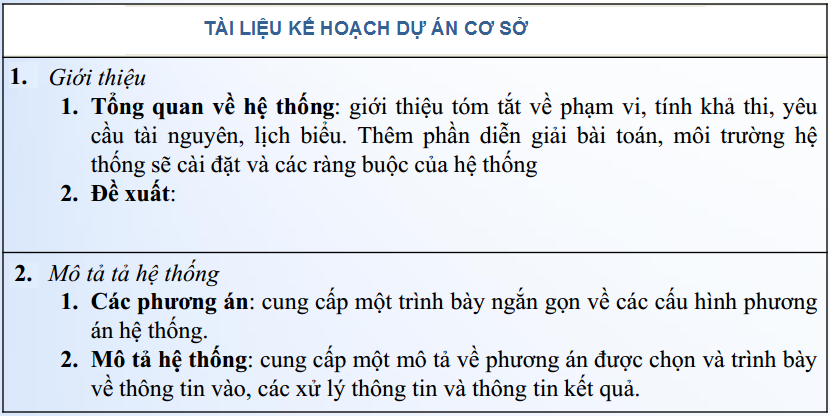 TÀI LIỆU KẾ HOẠCH DỰ ÁN CƠ SỞ
1. Giới thiệu
1. Tổng quan về hệ thống: giới thiệu tóm tắt về phạm vi, tính khả thi, yêu
cầu tài nguyên, lịch biểu. Thêm phần diễn giải bài toán, môi trường hệ
thống sẽ cài đặt và các ràng buộc của hệ thống
2. Đề xuất:
2. Mô tả tả hệ thống
1. Các phương án: cung cấp một trình bày ngắn gọn về các cấu hình phương
án hệ thống.
2. Mô tả hệ thống: cung cấp một mô tả về phương án được chọn và trình bày
về thông tin vào, các xử lý thông tin và thông tin kết quả.